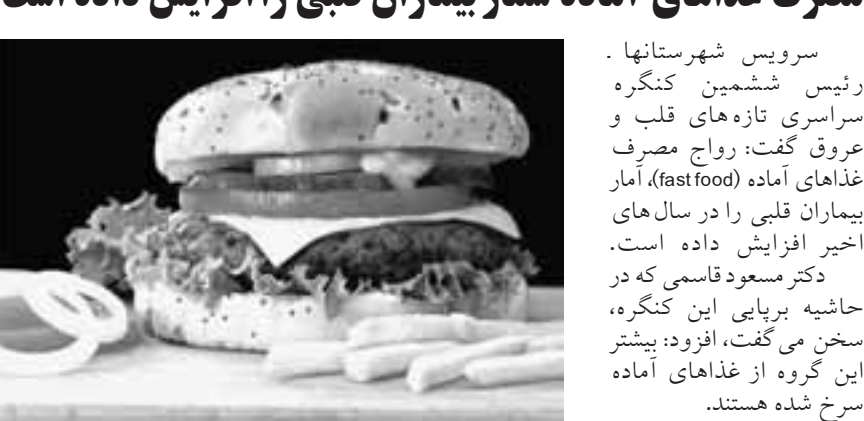 مصرف غذاهای آماده شمار بیماران قلبی را افزایش داده است
سرویس شهرستانها ـ
رئیس ششمین کنگره
سراسری تازه‌های قلب و
عروق گفت: رواج مصرف
غذاهای آماده (fast food)، آمار
بیماران قلبی را در سال‌های
اخیر افزایش داده است.
دکتر مسعود قاسمی که در
حاشیه برپایی این کنگره،
سخن می‌گفت، افزود: بیشتر
این گروه از غذاهای آماده
سرخ شده هستند.